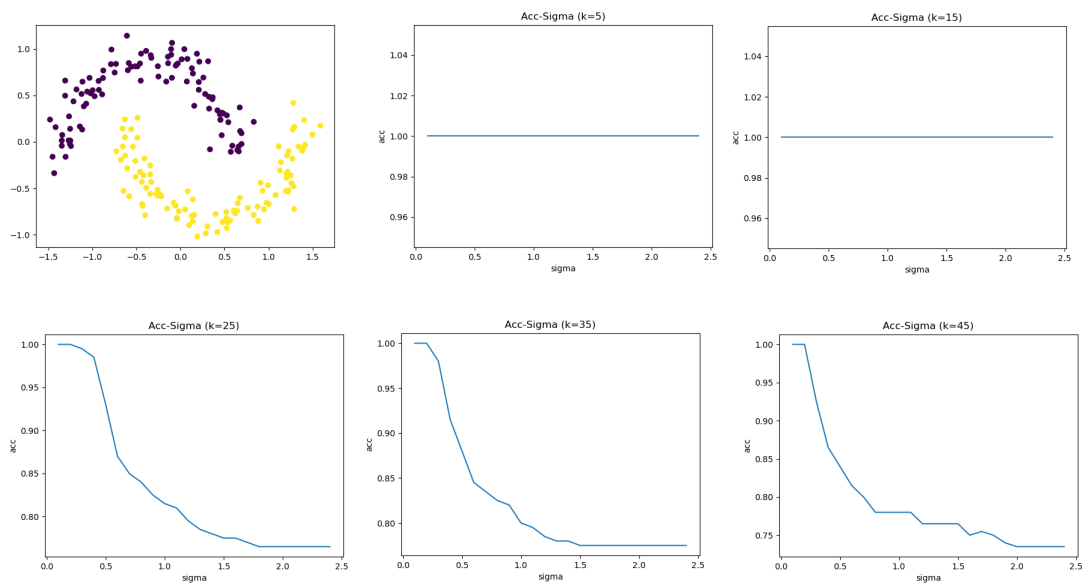 Acc-Sigma (k=5)
Acc-Sigma (k=15)
1.0
0.5
0.0
−0.5
−1.0
−1.5 −1.0 −0.5 0.0 0.5 1.0 1.5
1.04
1.02
1.00
0.98
0.96
acc
0.0 0.5 1.0 1.5 2.0 2.5
sigma
1.04
1.02
1.00
0.98
0.96
acc
0.0 0.5 1.0 1.5 2.0 2.5
sigma
Acc-Sigma (k=25)
1.00
0.95
0.90
0.85
0.80
acc
0.0 0.5 1.0 1.5 2.0 2.5
sigma
Acc-Sigma (k=35)
1.00
0.95
0.90
0.85
0.80
acc
0.0 0.5 1.0 1.5 2.0 2.5
sigma
Acc-Sigma (k=45)
1.00
0.95
0.90
0.85
0.80
0.75
acc
0.0 0.5 1.0 1.5 2.0 2.5
sigma